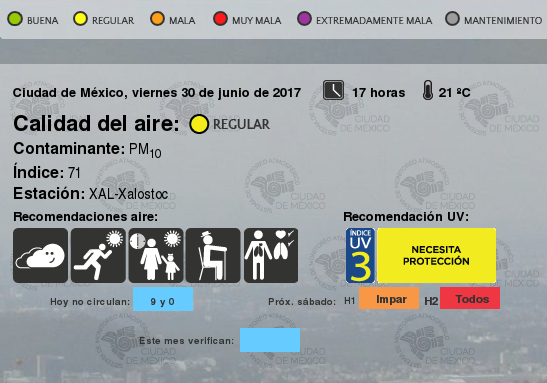 BUENA REGULAR MALA MUY MALA EXTREMADAMENTE MALA MANTENIMIENTO
Ciudad de México, viernes 30 de junio de 2017 17 horas 21 ºC
Calidad del aire: REGULAR
Contaminante: PM10
Índice: 71
Estación: XAL-Xalostoc
Recomendaciones aire: Recomendación UV:
ÍNDICE
UV
3
NECESITA
PROTECCIÓN
Hoy no circulan: 9 y 0 Próx. sábado: H1 Impar H2 Todos
Este mes verifican: